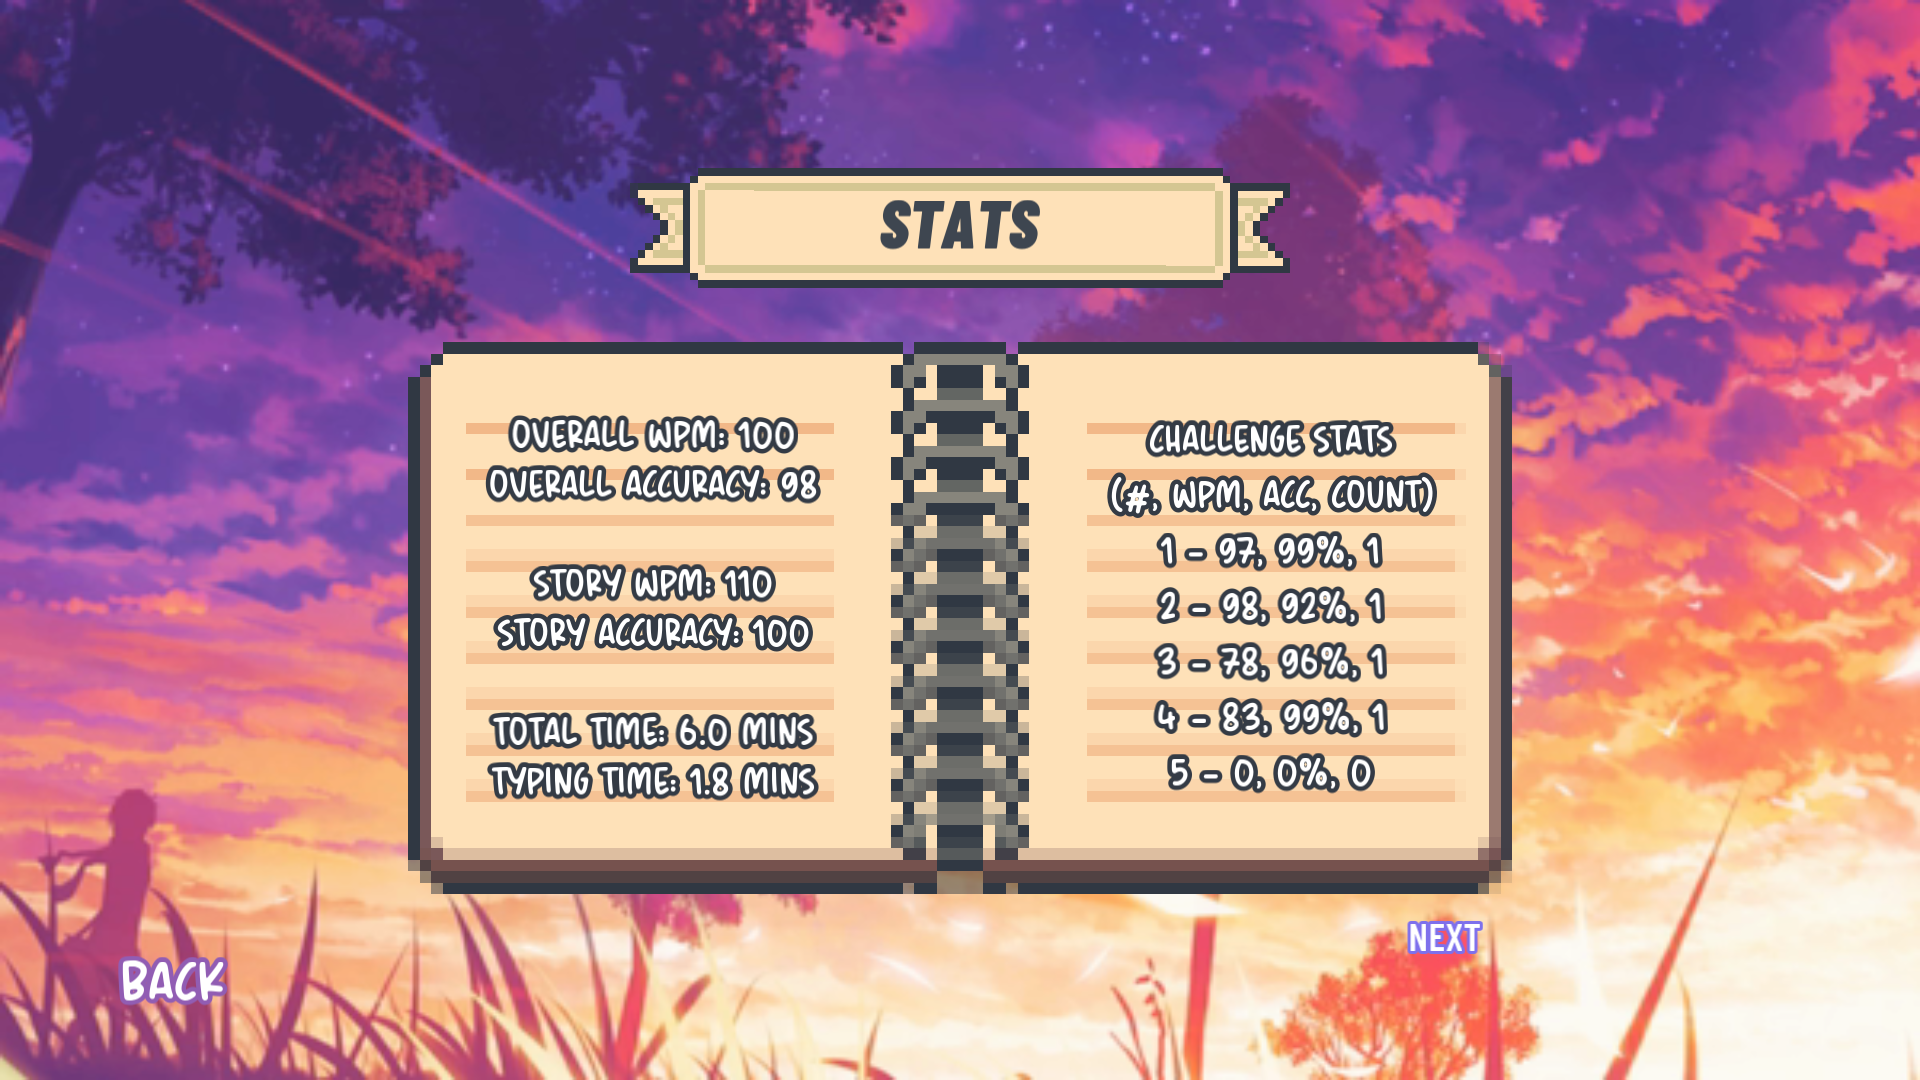 STATS
OVERALL WPM: 100
OVERALL ACCURACY: 98
STORY WPM: 110
STORY ACCURACY: 100
TOTAL TIME: 6.0 MINS
TYPING TIME: 1.8 MINS
CHALLENGE STATS
(#, WPM, ACC, COUNT)
1 - 97, 99%, 1
2 - 98, 92%, 1
3 - 78, 96%, 1
4 - 83, 99%, 1
5 - 0, 0%, 0
NEXT
BACK